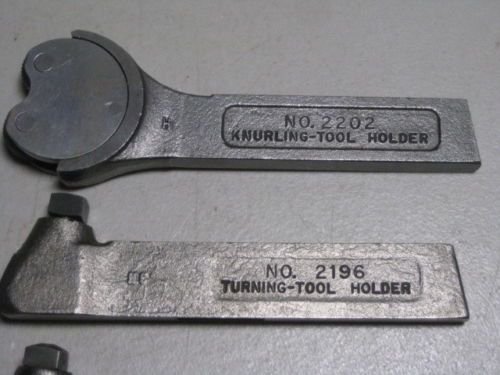 NO. 2202
KNURLING-TOOL HOLDER
NO. 2196
TURNING-TOOL HOLDER